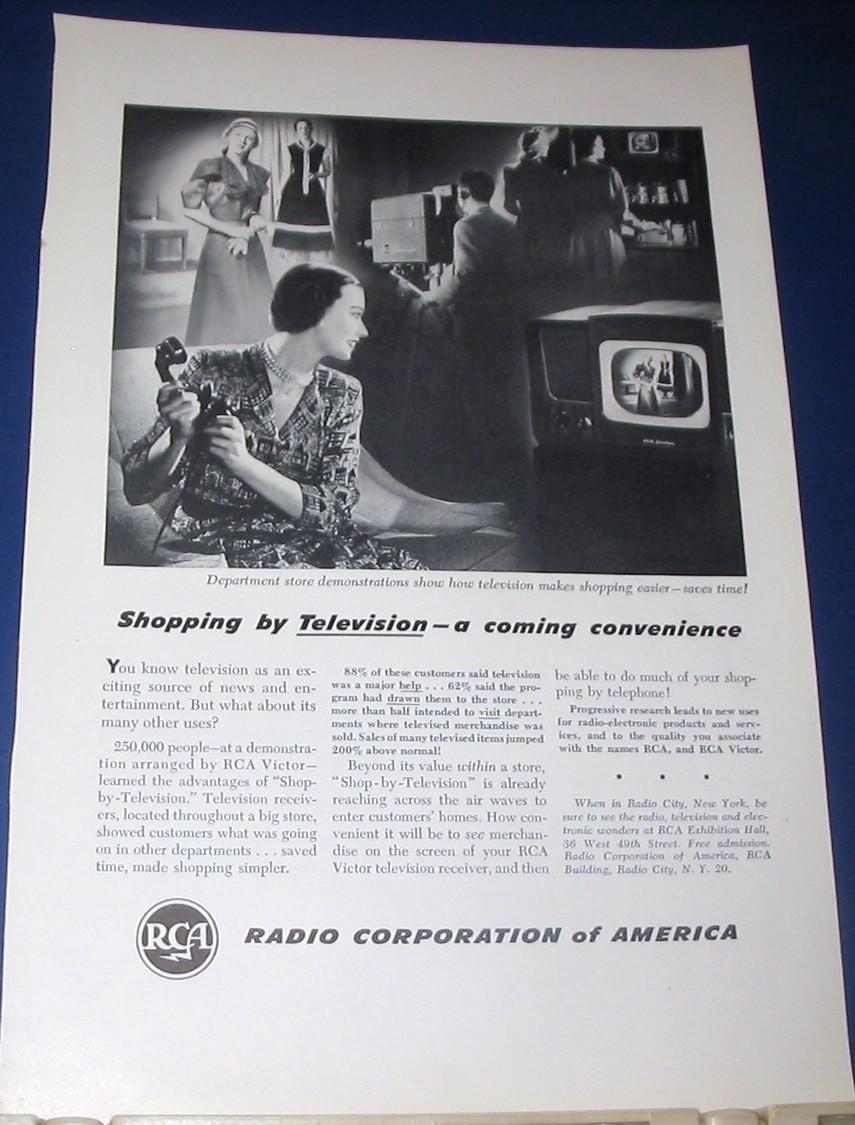 Department store demonstrations show how television makes shopping easier—saves time!
Shopping by Television—a coming convenience
You know television as an ex-
citing source of news and en-
tertainment. But what about its
many other uses?
250,000 people—at a demonstra-
tion arranged by RCA Victor—
learned the advantages of "Shop-
by-Television." Television receiv-
ers, located throughout a big store,
showed customers what was going
on in other departments . . . saved
time, made shopping simpler.
88% of these customers said television
was a major help . . . 62% said the pro-
gram had drawn them to the store . . .
more than half intended to visit depart-
ments where televised merchandise was
sold. Sales of many televised items jumped
200% above normal!
Beyond its value within a store,
"Shop-by-Television" is already
reaching across the air waves to
enter customers' homes. How con-
venient it will be to see merchan-
dise on the screen of your RCA
Victor television receiver, and then
be able to do much of your shop-
ping by telephone!
Progressive research leads to new uses
for radio-electronic products and serv-
ices, and to the quality you associate
with the names RCA, and RCA Victor.
• • •
When in Radio City, New York, be
sure to see the radio, television and elec-
tronic wonders at RCA Exhibition Hall,
36 West 49th Street. Free admission.
Radio Corporation of America, RCA
Building, Radio City, N. Y. 20.
RCA
RADIO CORPORATION of AMERICA